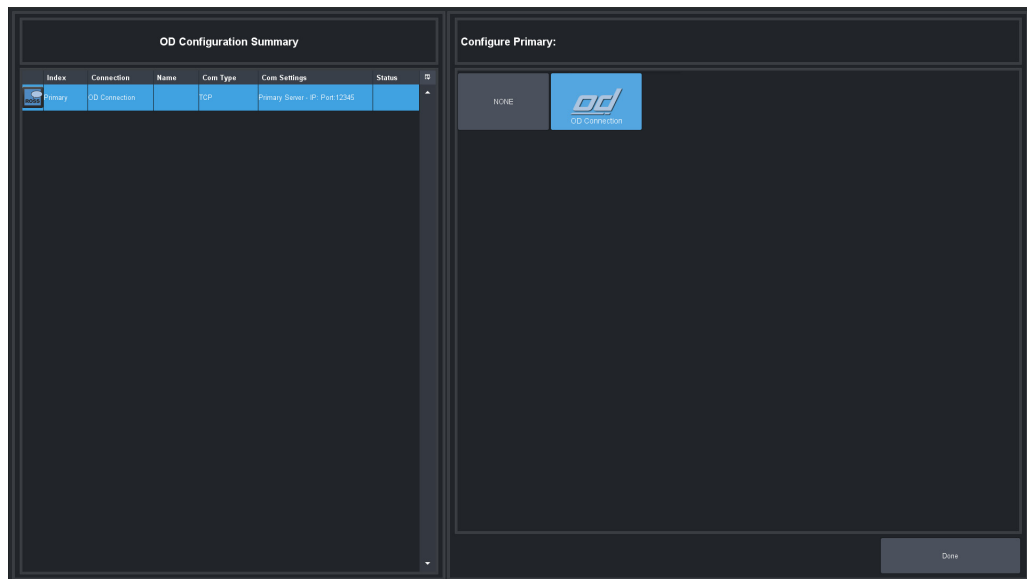 OD Configuration Summary
Index Connection Name Com Type Com Settings Status
Primary OD Connection TCP Primary Server - IP: Port:12345
Configure Primary:
NONE
od
OD Connection
Done